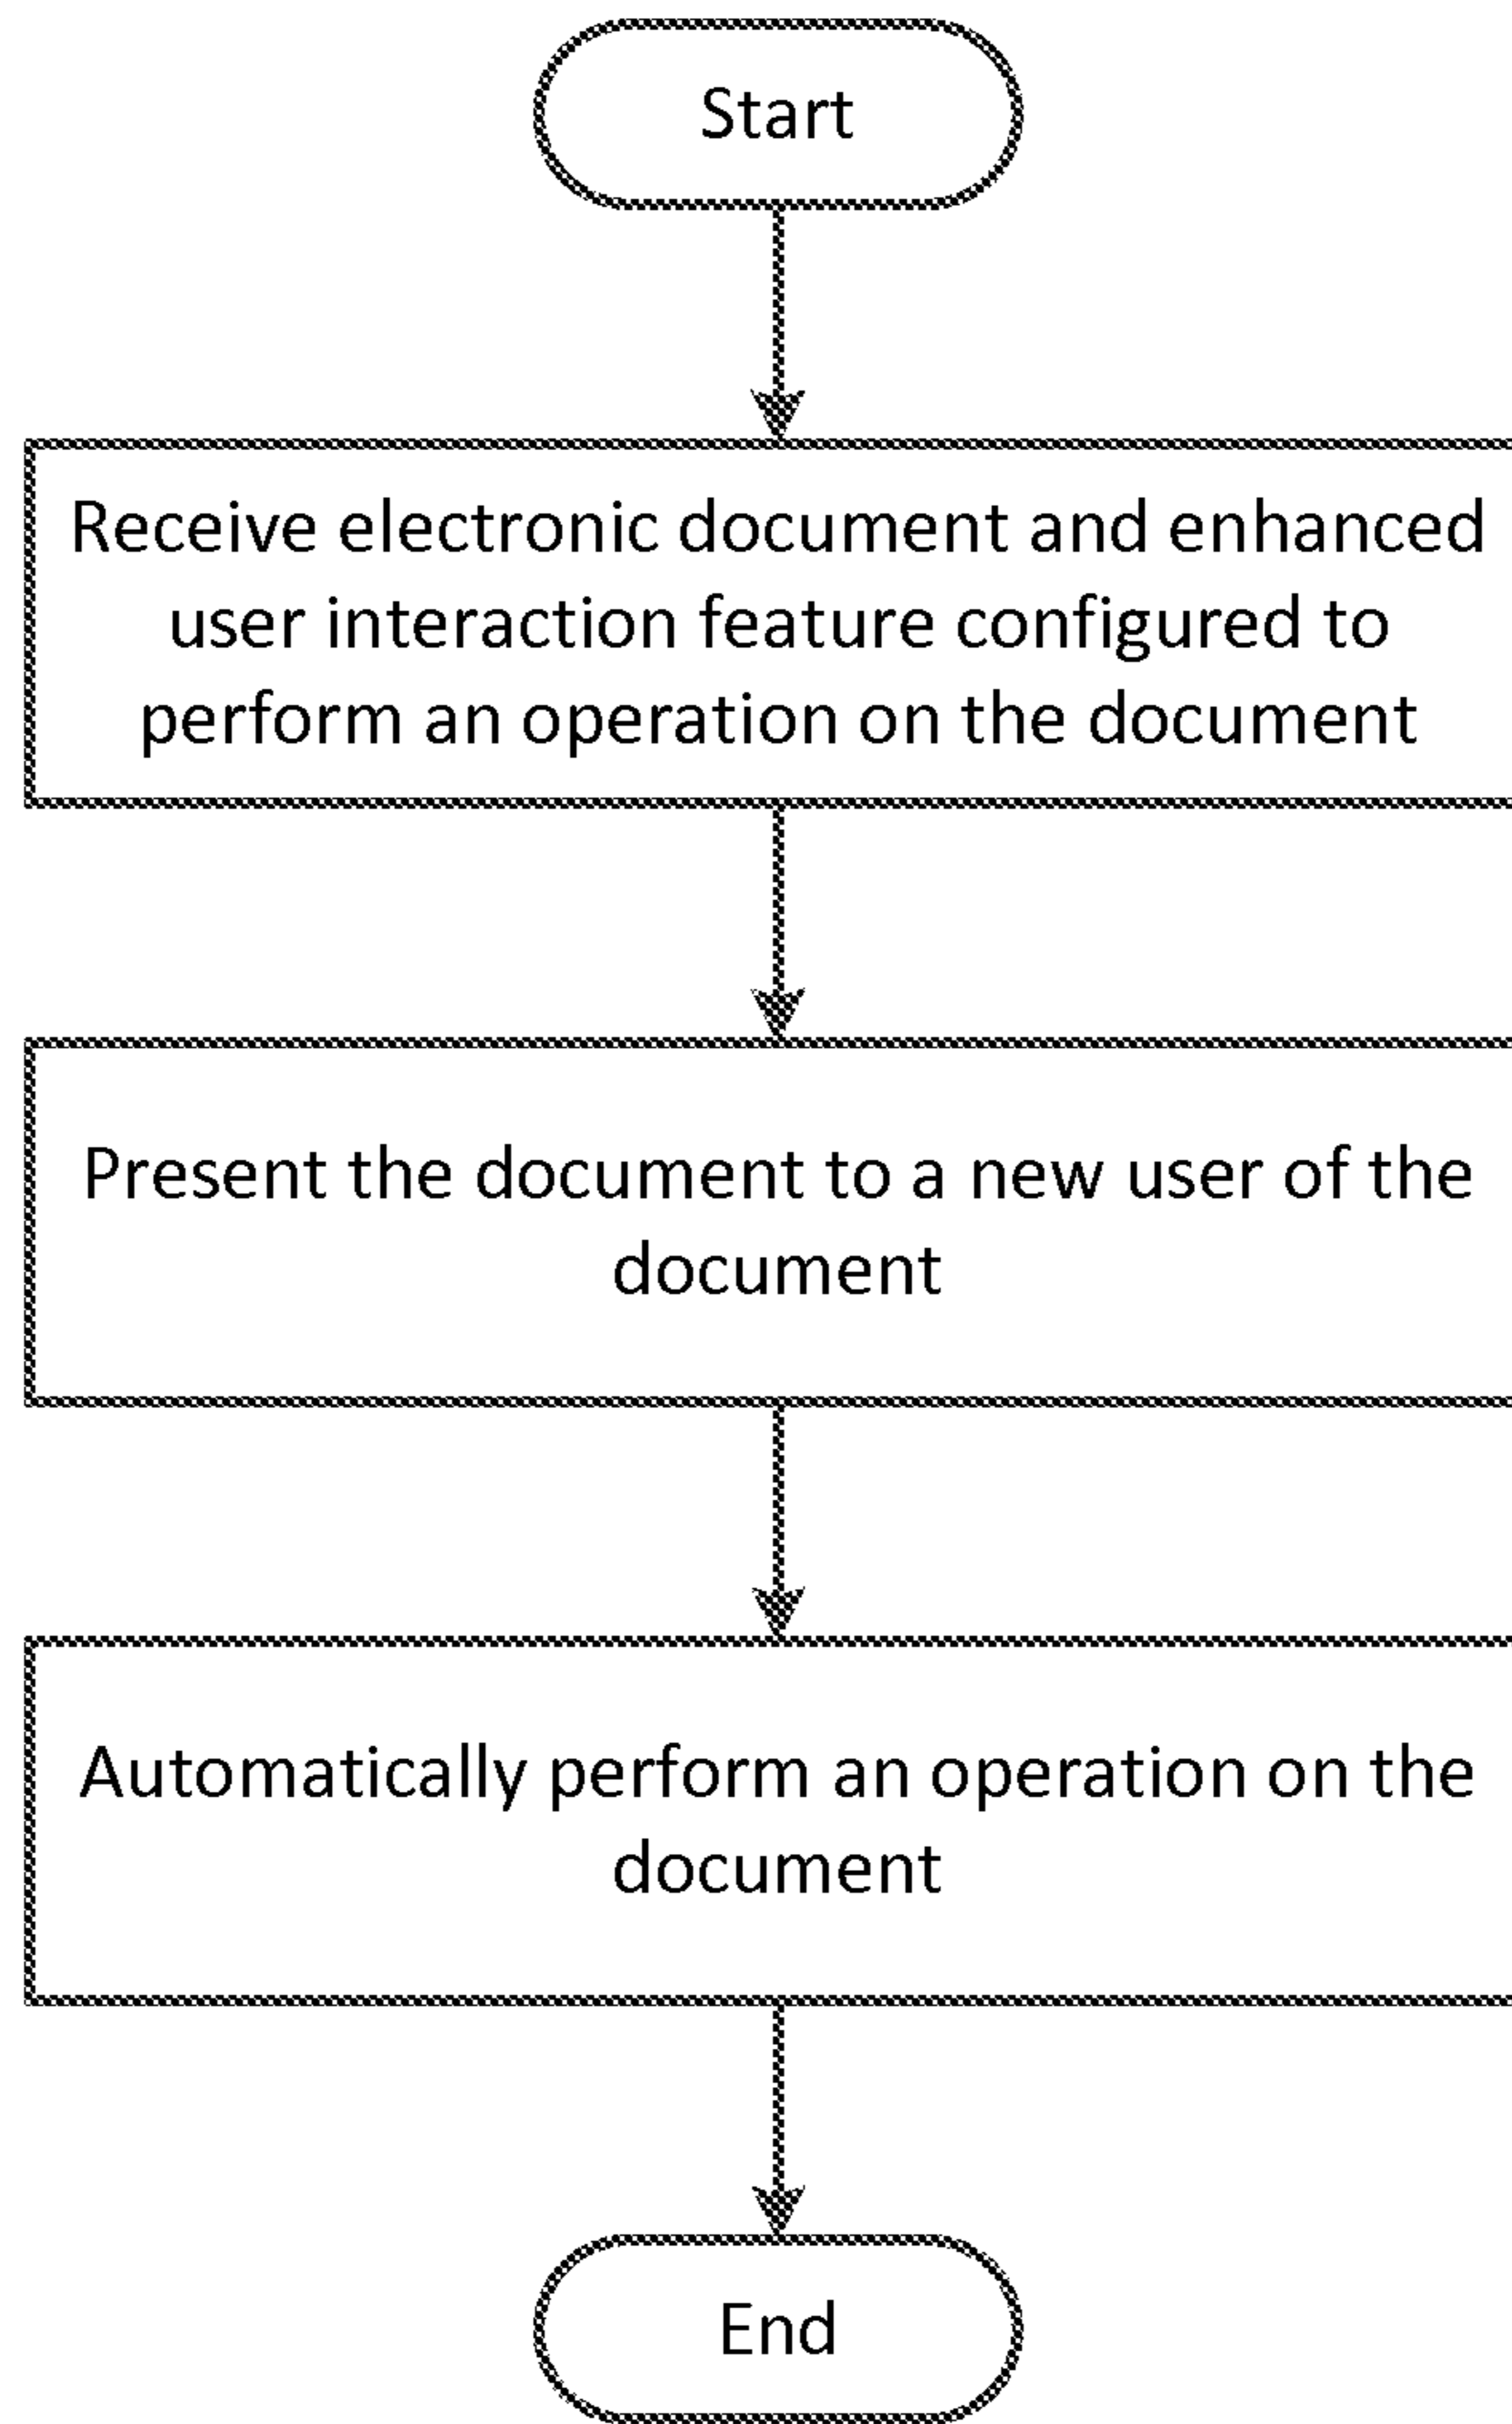 Start
Receive electronic document and enhanced
user interaction feature configured to
perform an operation on the document
Present the document to a new user of the
document
Automatically perform an operation on the
document
End